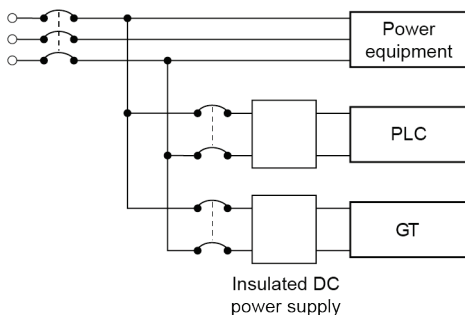 Power
equipment
PLC
GT
Insulated DC
power supply